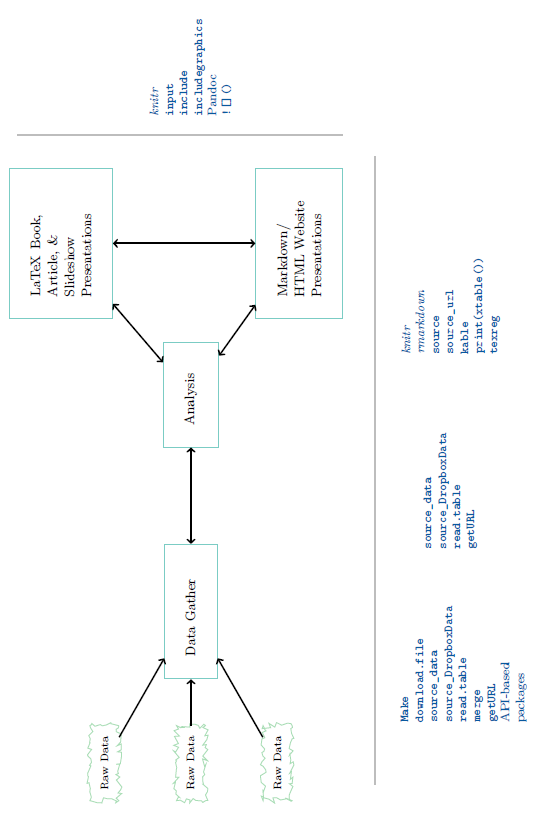 Raw Data
Raw Data
Raw Data
Data Gather
Analysis
LaTeX Book,
Article, &
Slideshow
Presentations
Markdown/
HTML Website
Presentations
knitr
input
include
includegraphics
Pandoc
![]()
Make
download.file
source_data
source_DropboxData
read.table
merge
getURL
API-based
packages
source_data
source_DropboxData
read.table
getURL
knitr
rmarkdown
source
source_url
kable
print(xtable())
texreg